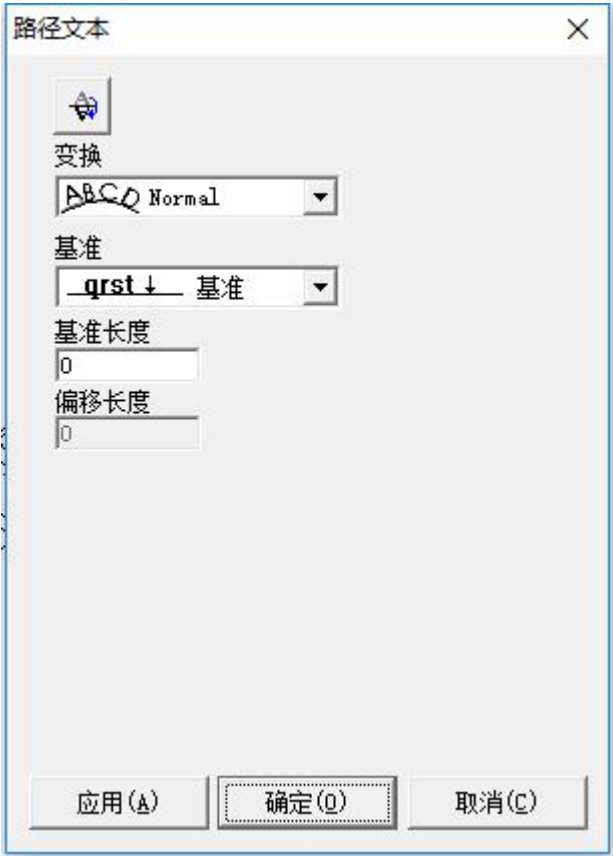 路径文本
变换
ABCD Normal
基准
qrst↓ 基准
基准长度
0
偏移长度
0
应用(A) 确定(O) 取消(C)